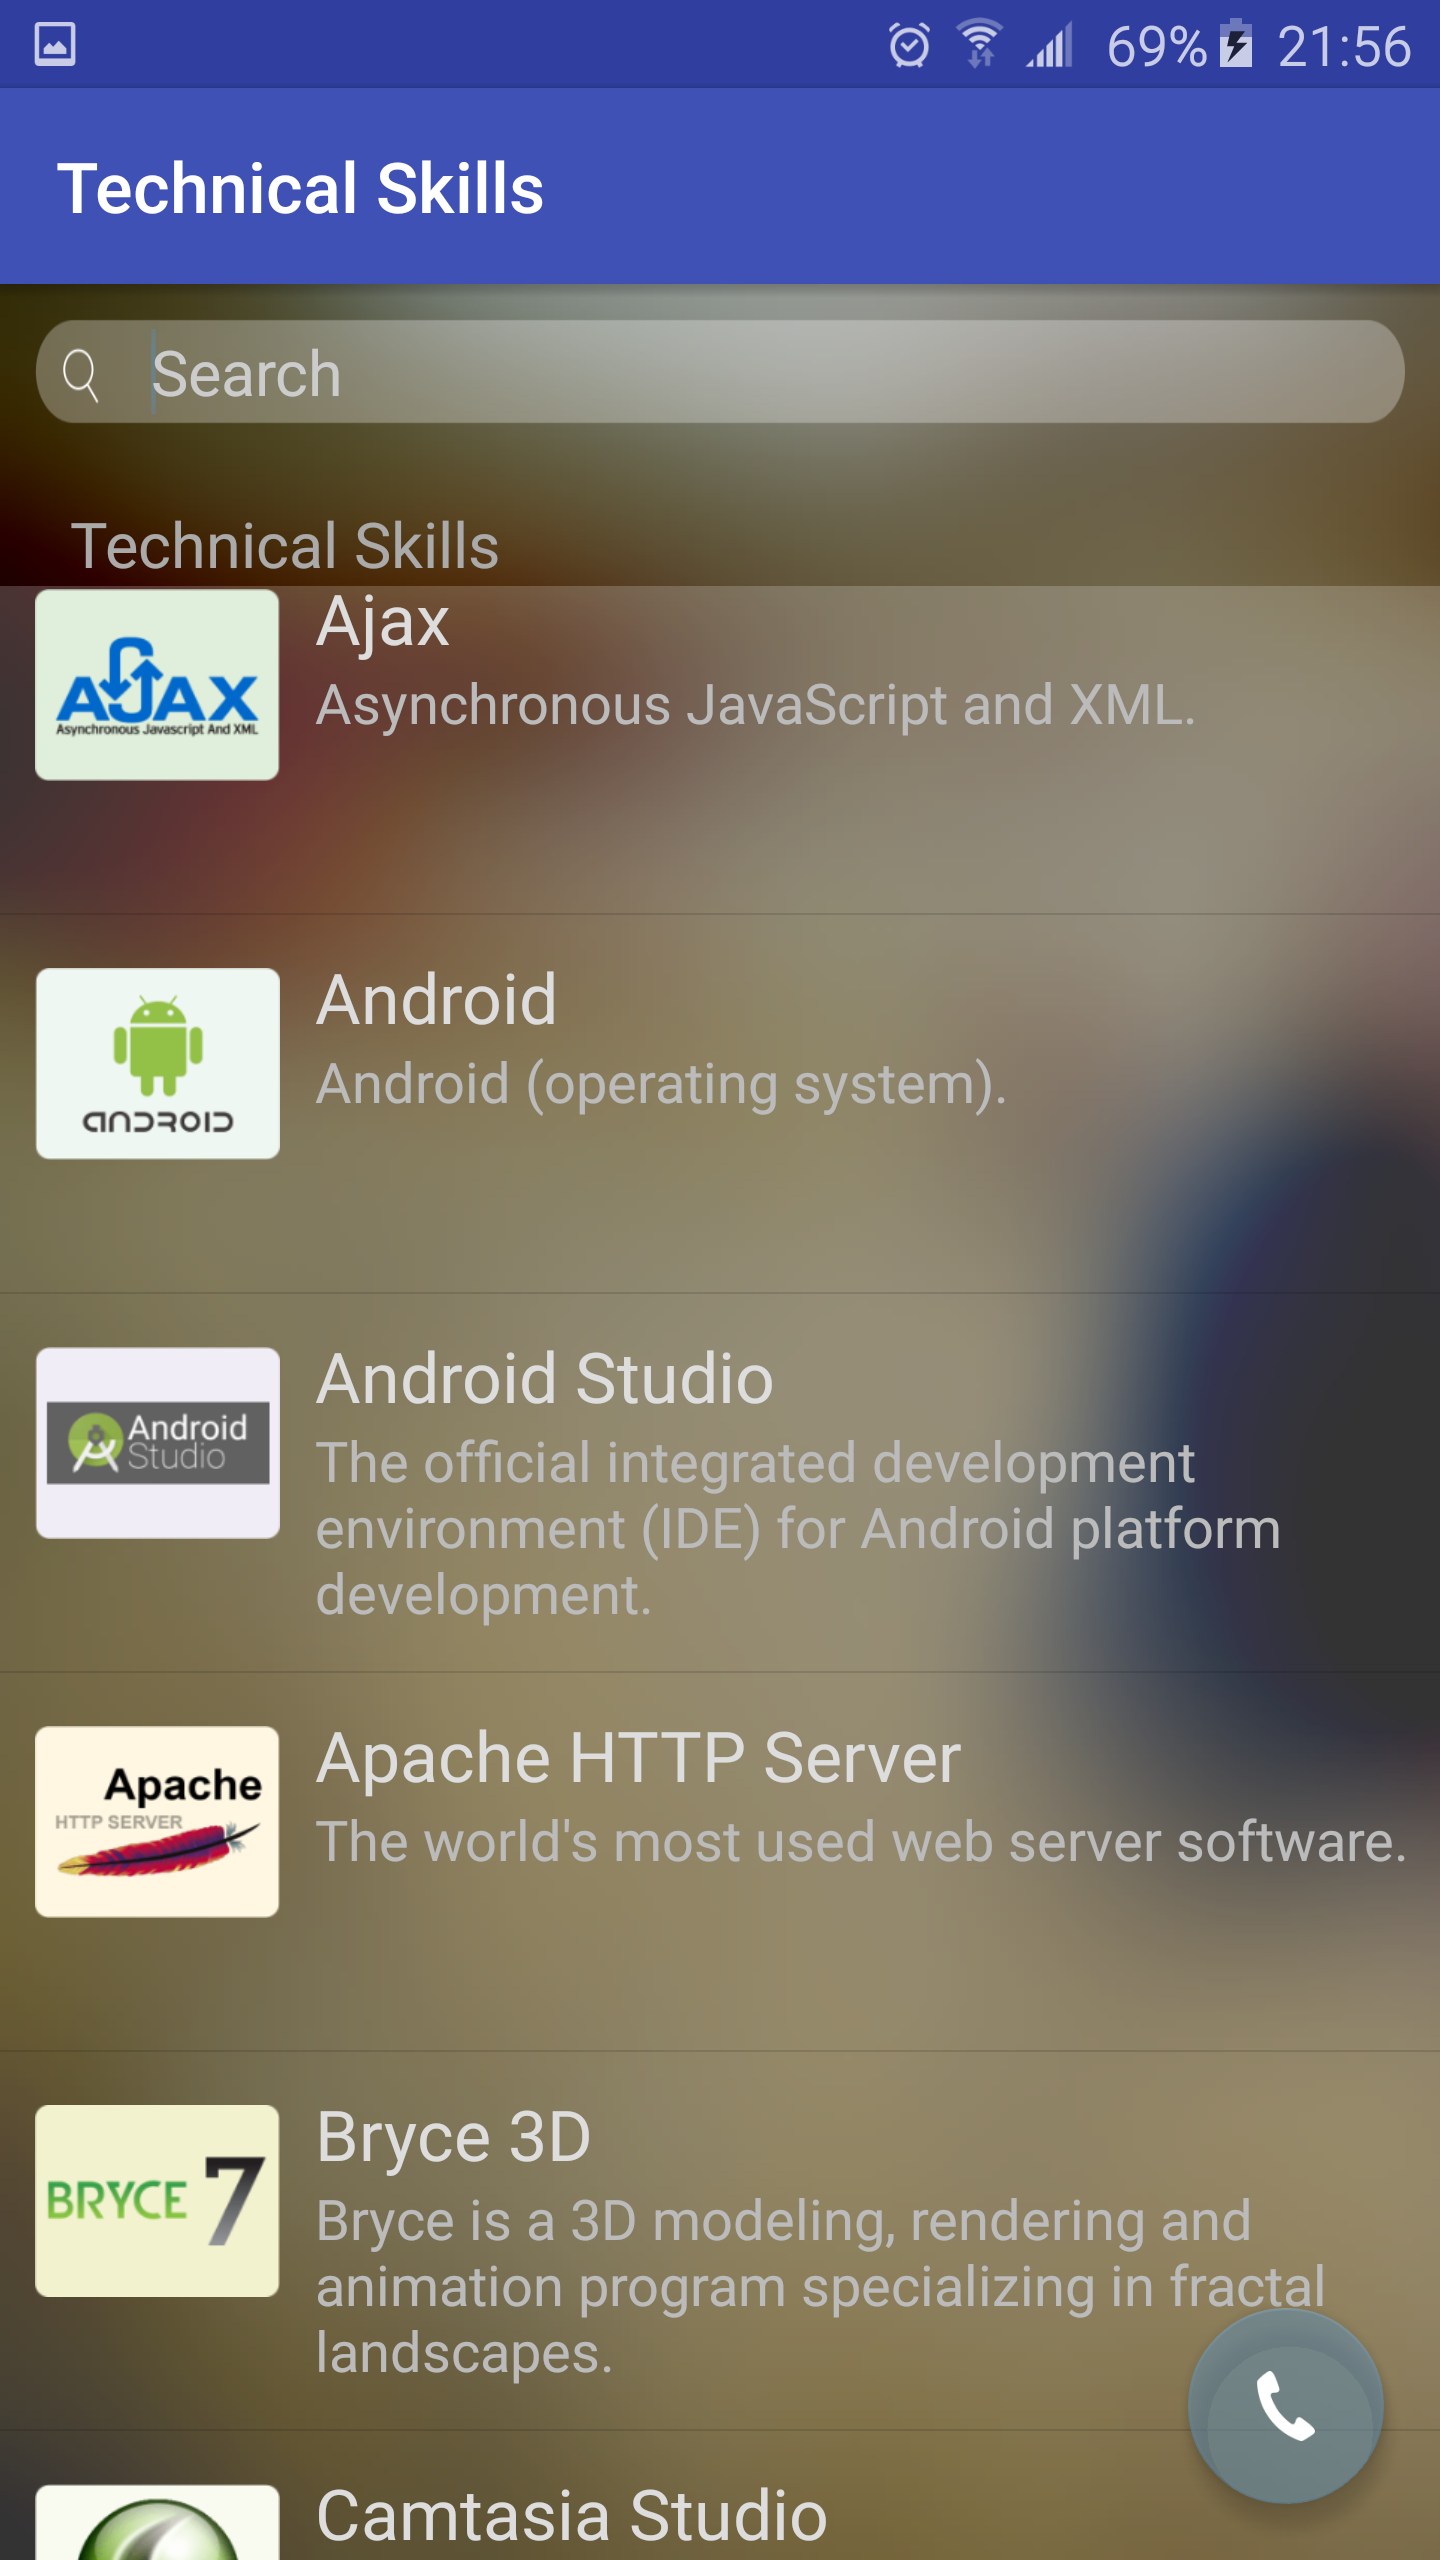 69% 21:56
Technical Skills
Search
Technical Skills
AJAX
Asynchronous Javascript And XML
Ajax
Asynchronous JavaScript and XML.
ANDROID
Android
Android (operating system).
Android
Studio
Android Studio
The official integrated development
environment (IDE) for Android platform
development.
Apache
HTTP SERVER
Apache HTTP Server
The world's most used web server software.
BRYCE 7
Bryce 3D
Bryce is a 3D modeling, rendering and
animation program specializing in fractal
landscapes.
Camtasia Studio